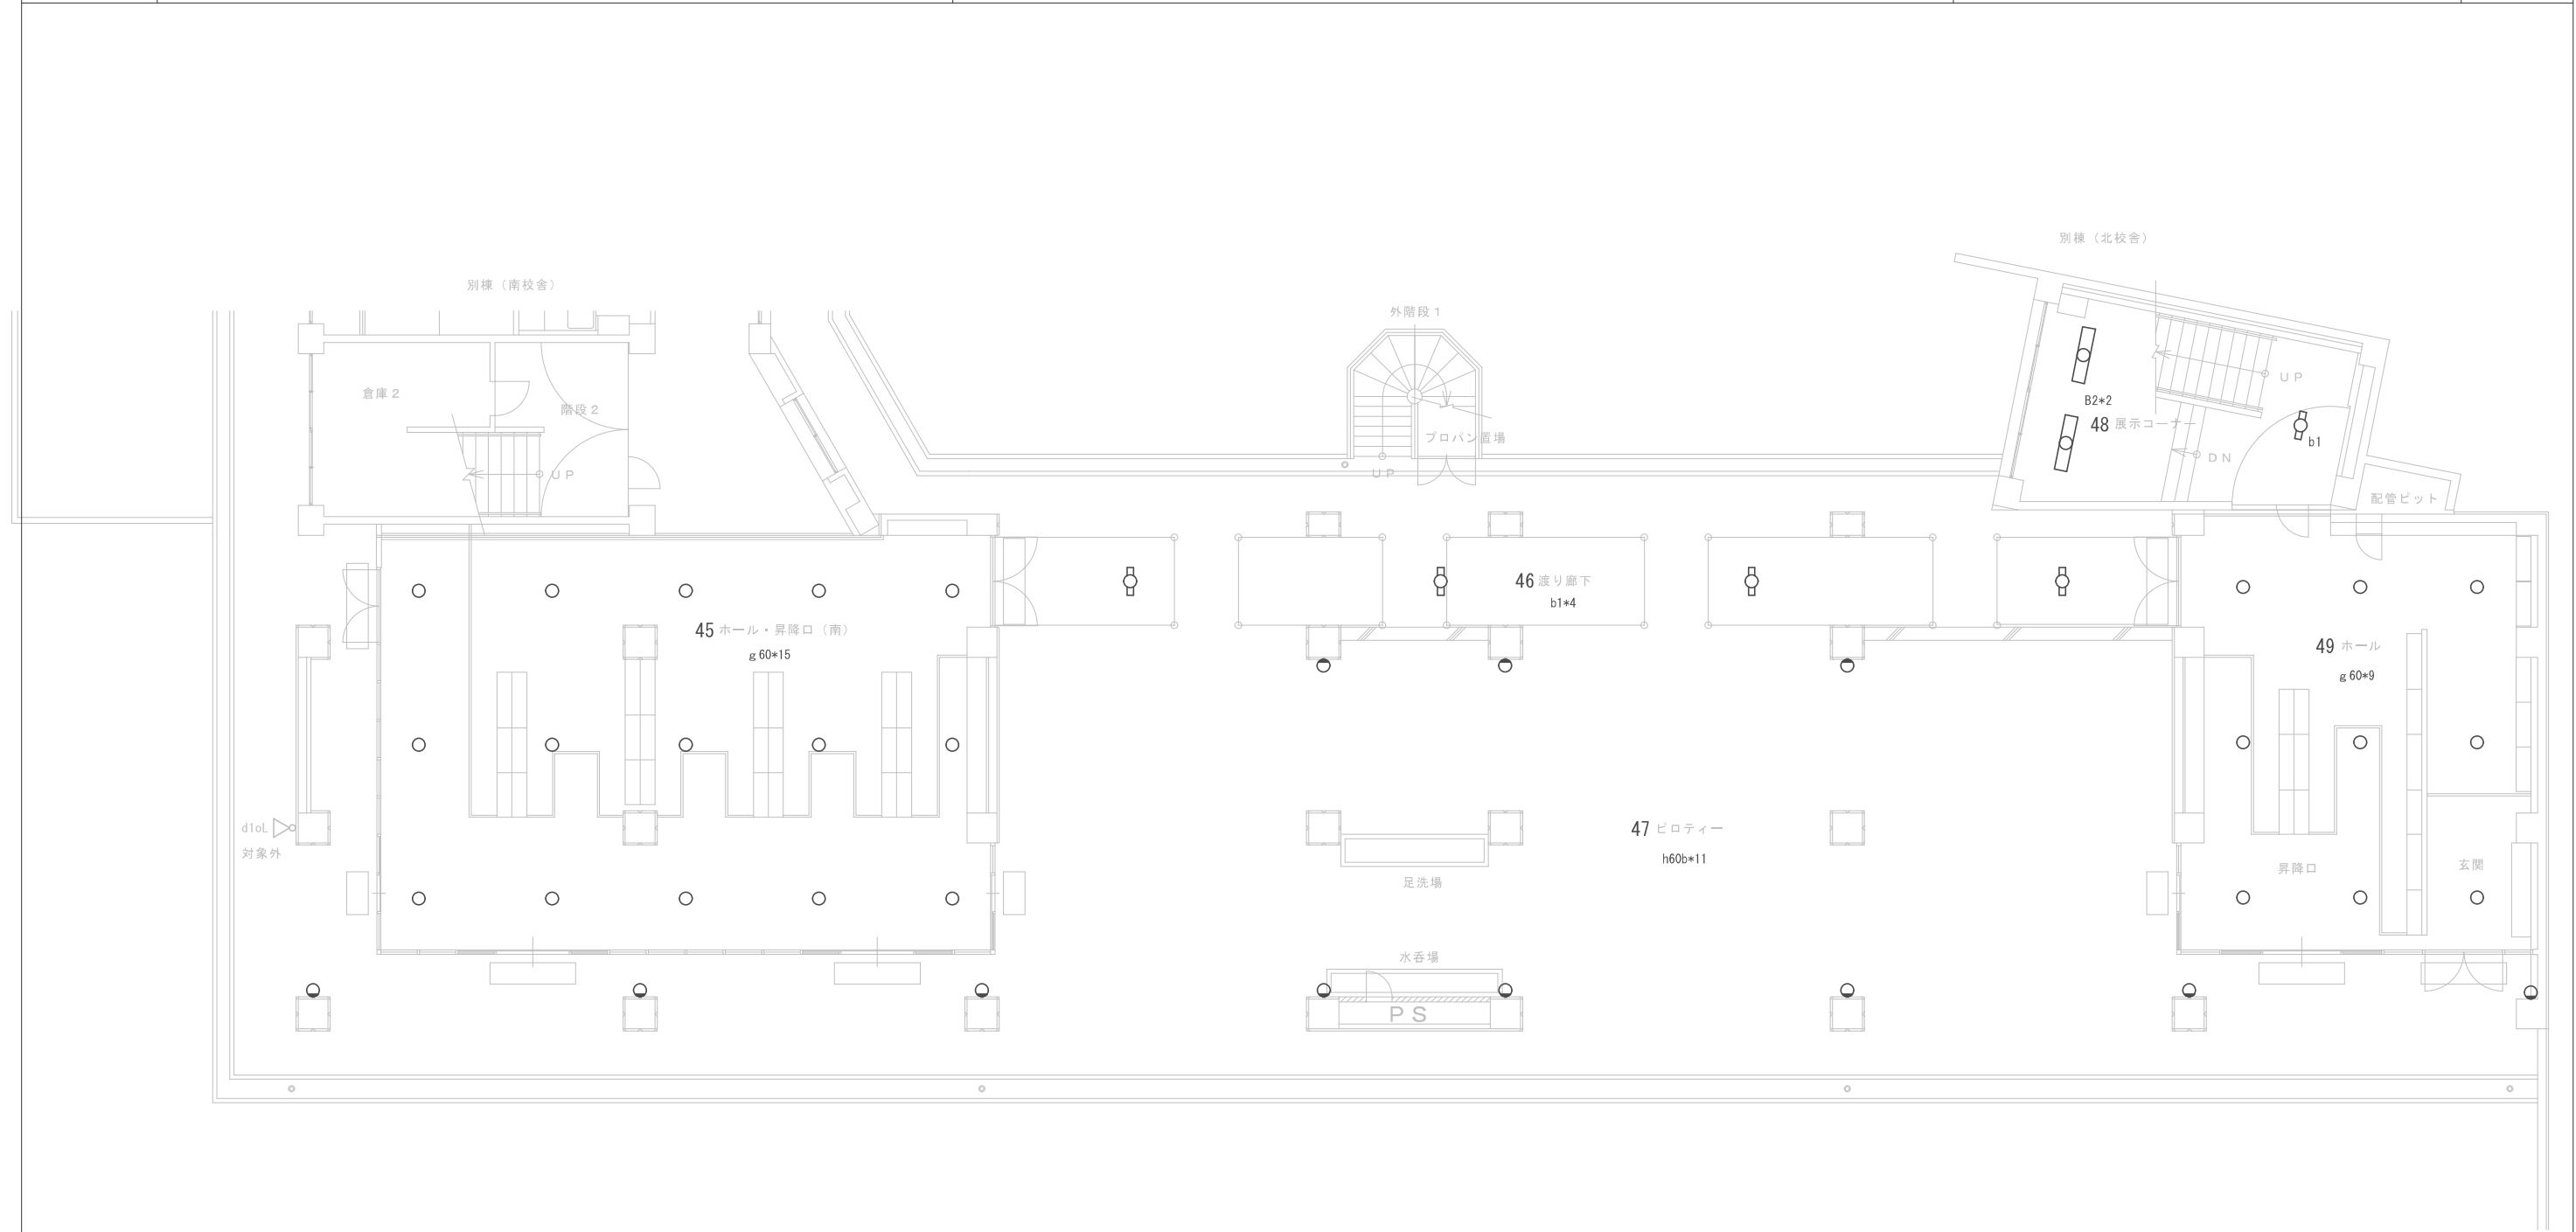 別棟（北校舎）
別棟（南校舎）
外階段１
倉庫２
階段２
ＵＰ
プロパン置場
ＵＰ
ＵＰ
B2*2
48 展示コーナー
b1
ＤＮ
配管ピット
45 ホール・昇降口（南）
g 60*15
46 渡り廊下
b1*4
49 ホール
g 60*9
d1oL
対象外
47 ピロティー
h60b*11
足洗場
昇降口
玄関
水呑場
ＰＳ